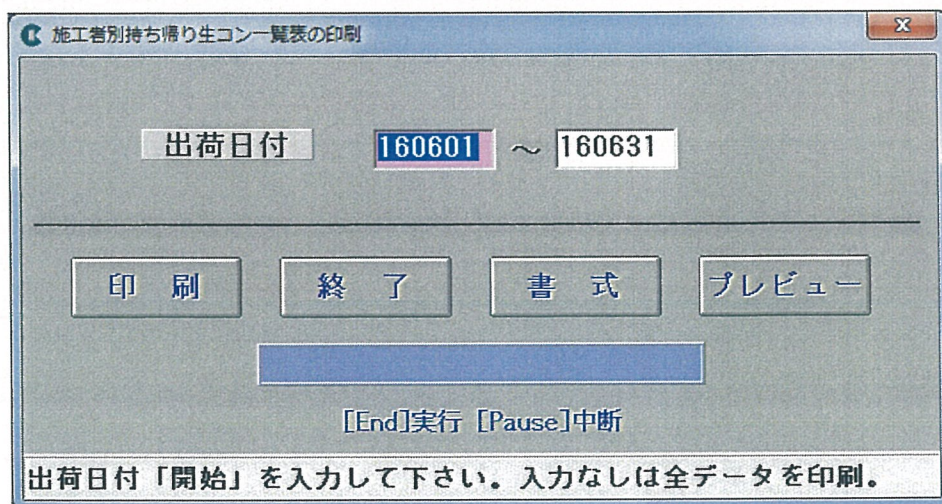 施工者別持ち帰り生コン一覧表の印刷
出荷日付 160601 ～ 160631
印 刷 終 了 書 式 プレビュー
[End]実行 [Pause]中断
出荷日付「開始」を入力して下さい。入力なしは全データを印刷。